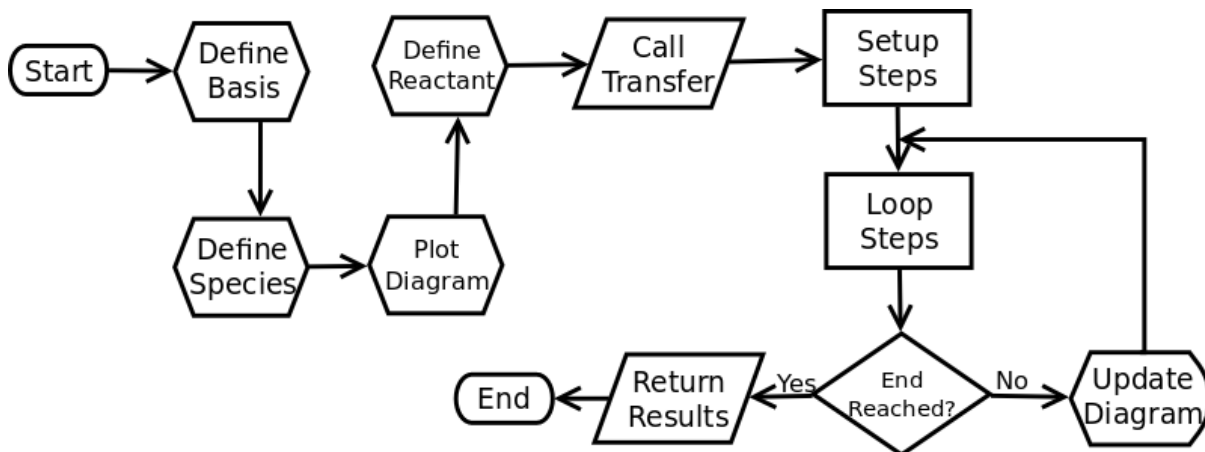 Start
Define
Basis
Define
Species
Plot
Diagram
Define
Reactant
Call
Transfer
Setup
Steps
Loop
Steps
End
Reached?
Yes
No
Update
Diagram
Return
Results
End